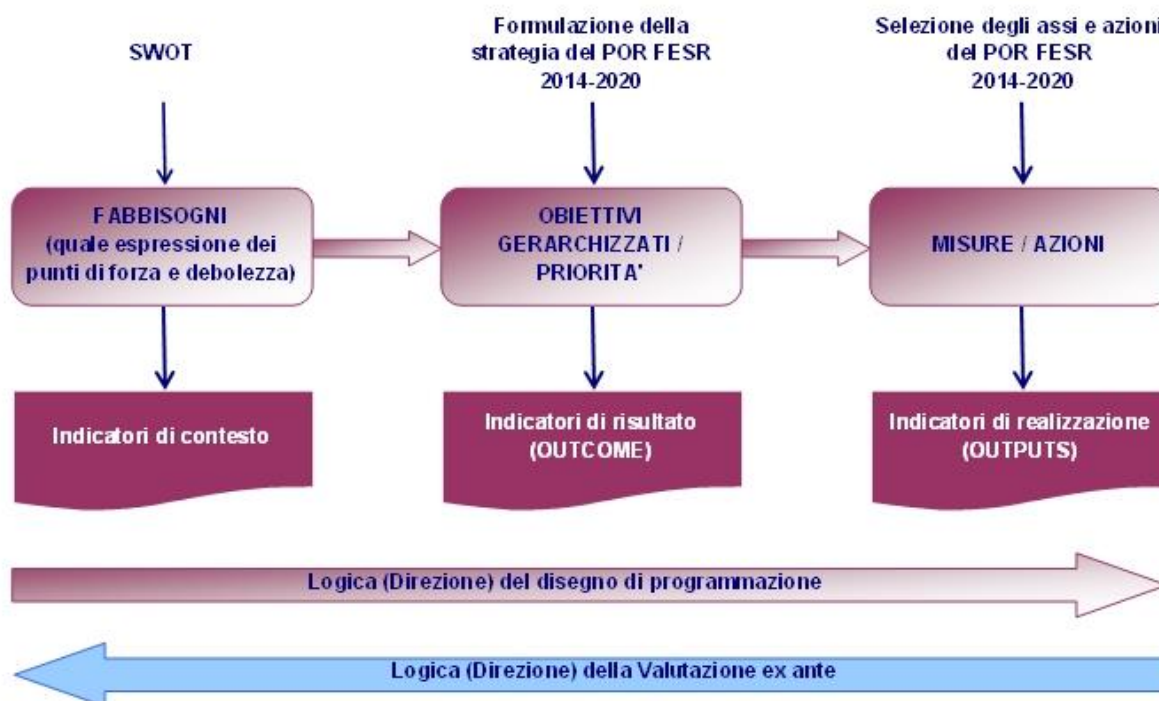 SWOT
Formulazione della
strategia del POR FESR
2014-2020
Selezione degli assi e azioni
del POR FESR
2014-2020
FABBISOGNI
(quale espressione dei
punti di forza e debolezza)
OBIETTIVI
GERARCHIZZATI /
PRIORITA'
MISURE / AZIONI
Indicatori di contesto
Indicatori di risultato
(OUTCOME)
Indicatori di realizzazione
(OUTPUTS)
Logica (Direzione) del disegno di programmazione
Logica (Direzione) della Valutazione ex ante